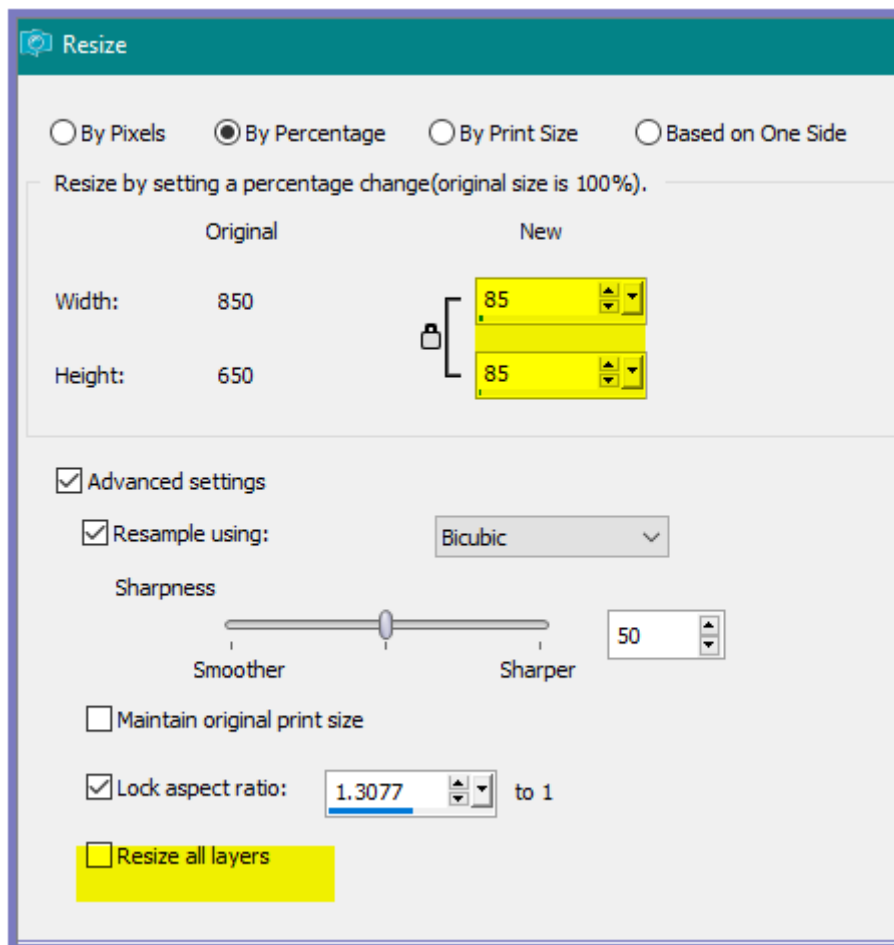 Resize
By Pixels By Percentage By Print Size Based on One Side
Resize by setting a percentage change(original size is 100%).
Original New
Width: 850 85
Height: 650 85
Advanced settings
Resample using: Bicubic
Sharpness
50
Smoother Sharper
Maintain original print size
Lock aspect ratio: 1.3077 to 1
Resize all layers